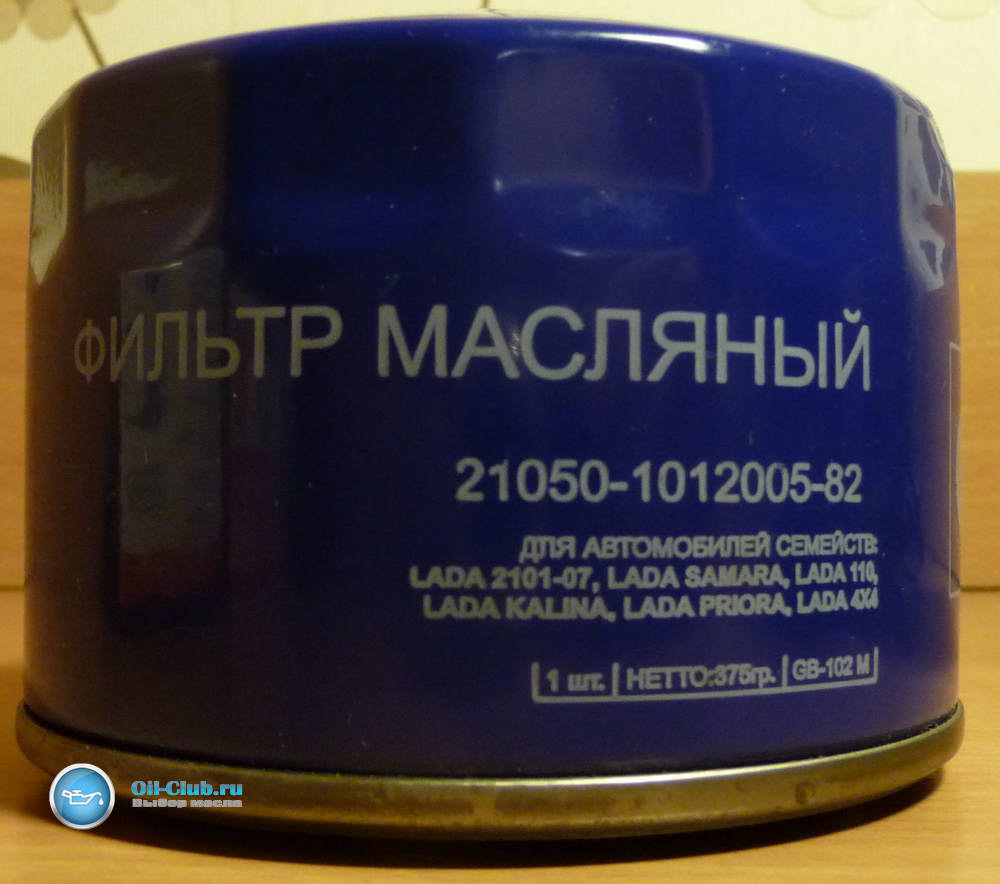 ФИЛЬТР МАСЛЯНЫЙ
21050-1012005-82
ДЛЯ АВТОМОБИЛЕЙ СЕМЕЙСТВ:
LADA 2101-07, LADA SAMARA, LADA 110,
LADA KALINA, LADA PRIORA, LADA 4X4
1 шт. НЕТТО:375гр. GB-102 M
Oil-Club.ru
Выбор масла